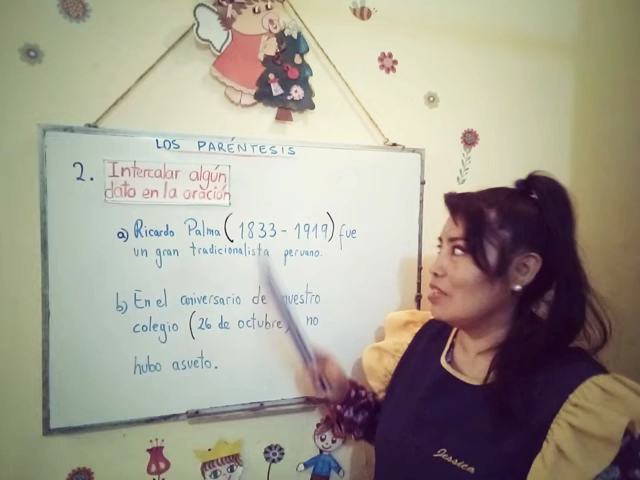 LOS PARÉNTESIS
2. Intercalar algún
dato en la oración
a) Ricardo Palma (1833 - 1919) fue
un gran tradicionalista peruano.
b) En el aniversario de nuestro
colegio (26 de octubre) no
hubo asueto.
Jessica